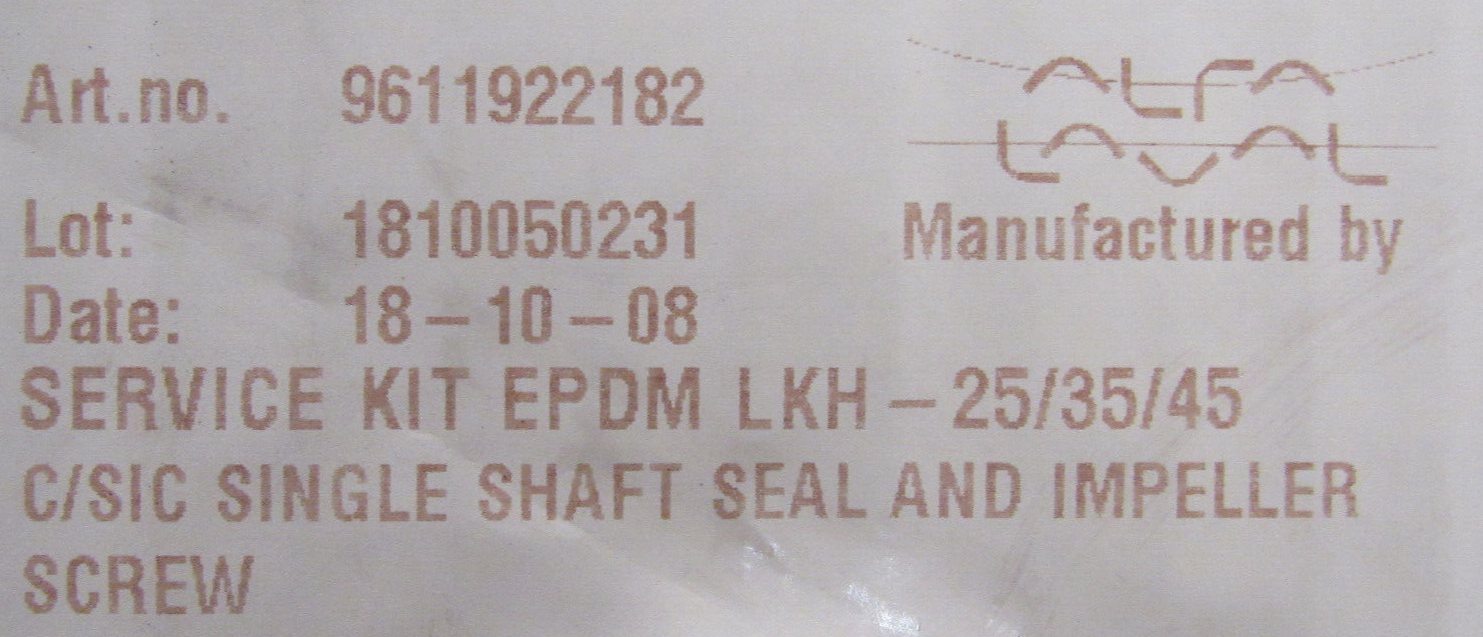 Art.no. 9611922182
ALFA
LAVAL
Lot: 1810050231
Manufactured by
Date: 18-10-08
SERVICE KIT EPDM LKH-25/35/45
C/SIC SINGLE SHAFT SEAL AND IMPELLER
SCREW